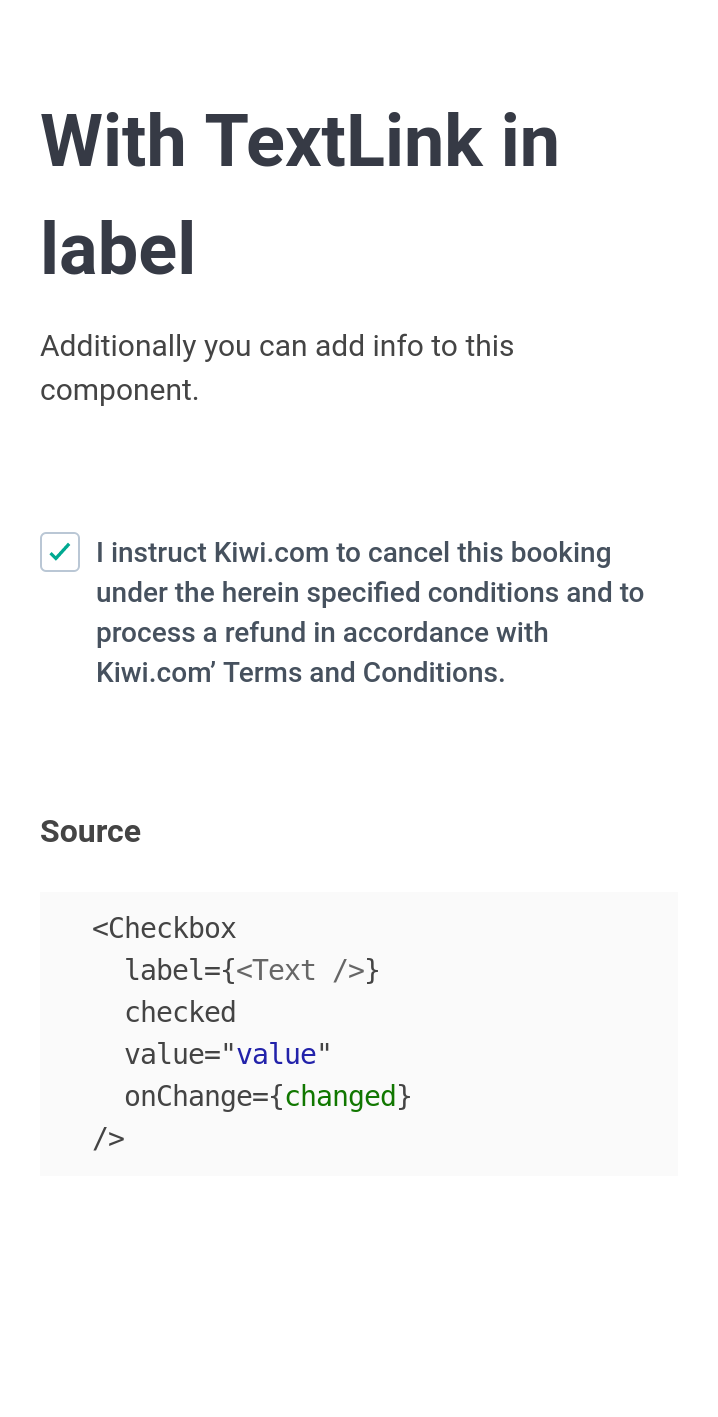 With TextLink in
label
Additionally you can add info to this
component.
I instruct Kiwi.com to cancel this booking
under the herein specified conditions and to
process a refund in accordance with
Kiwi.com’ Terms and Conditions.
Source
<Checkbox
  label={<Text />}
  checked
  value="value"
  onChange={changed}
/>